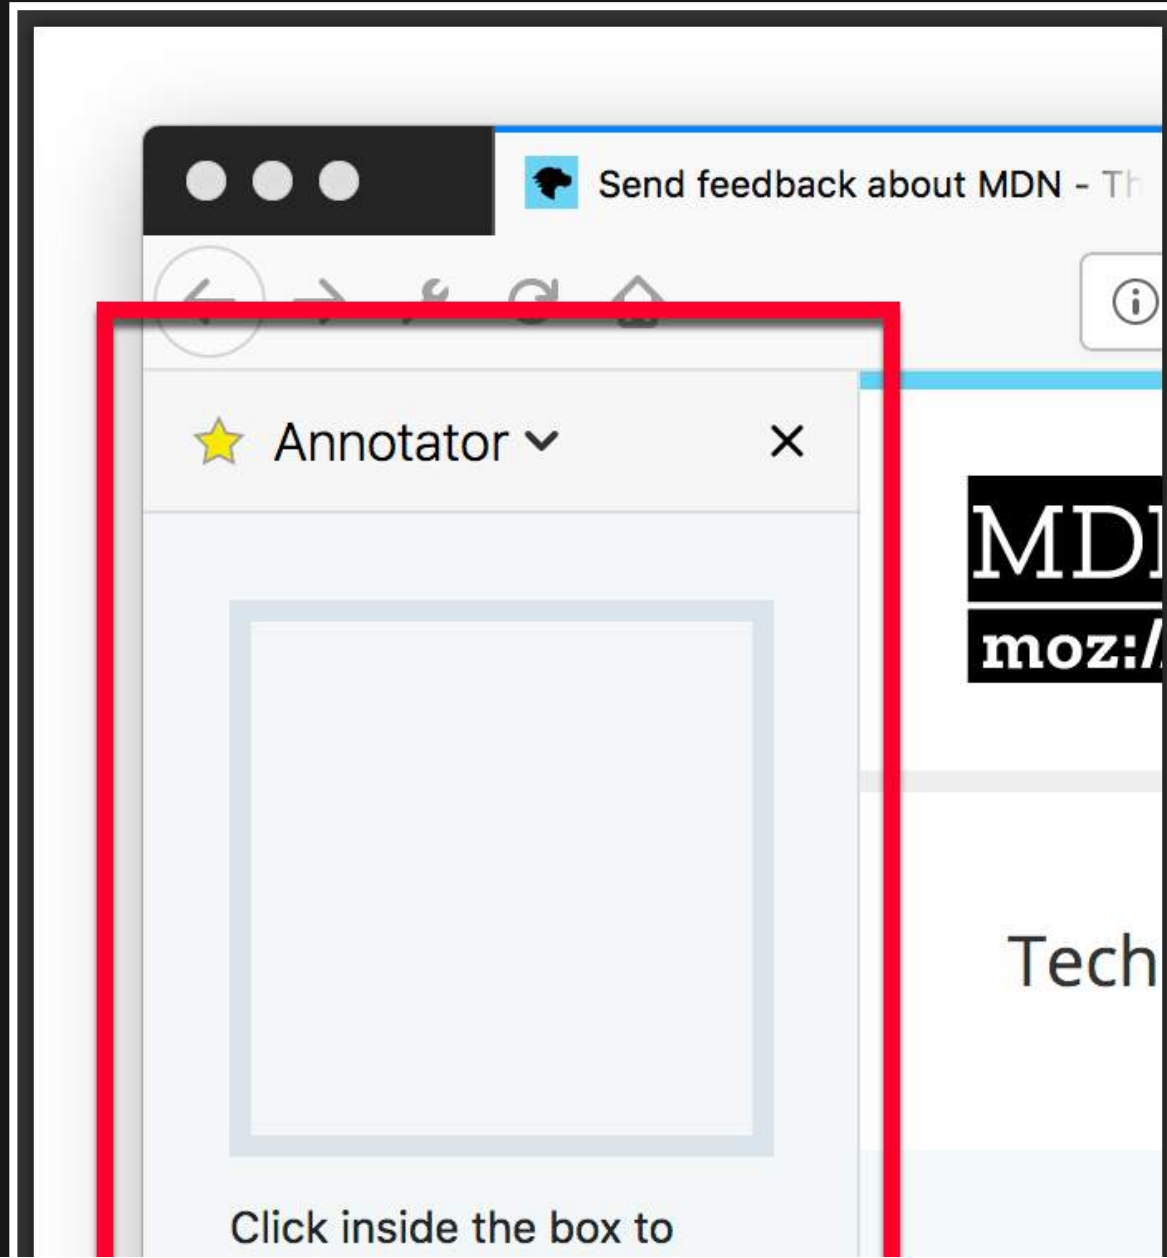 Send feedback about MDN - Th
Annotator
MD
moz://
Tech
Click inside the box to